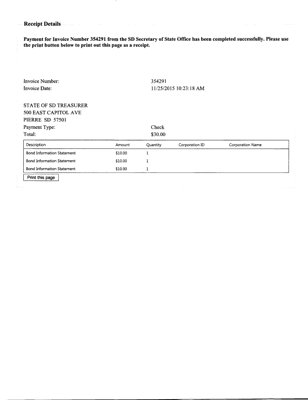 Receipt Details
Payment for Invoice Number 354291 from the SD Secretary of State Office has been completed successfully. Please use
the print button below to print out this page as a receipt.
Invoice Number: 354291
Invoice Date: 11/25/2015 10:23:18 AM
STATE OF SD TREASURER
500 EAST CAPITOL AVE
PIERRE SD 57501
Payment Type: Check
Total: $30.00
Description Amount Quantity Corporation ID Corporation Name
Bond Information Statement $10.00 1
Bond Information Statement $10.00 1
Bond Information Statement $10.00 1
Print this page